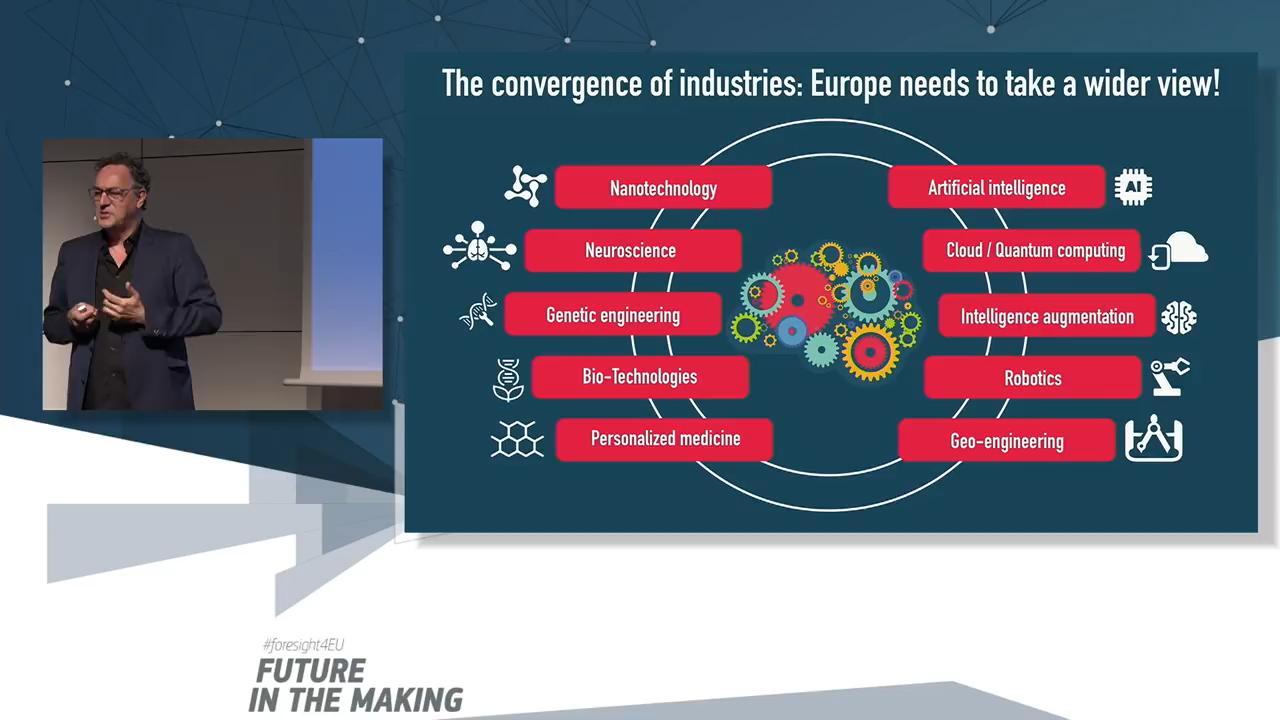 The convergence of industries: Europe needs to take a wider view!
Nanotechnology
Neuroscience
Genetic engineering
Bio-Technologies
Personalized medicine
Artificial intelligence
AI
Cloud / Quantum computing
Intelligence augmentation
Robotics
Geo-engineering
#foresight4EU
FUTURE
IN THE MAKING